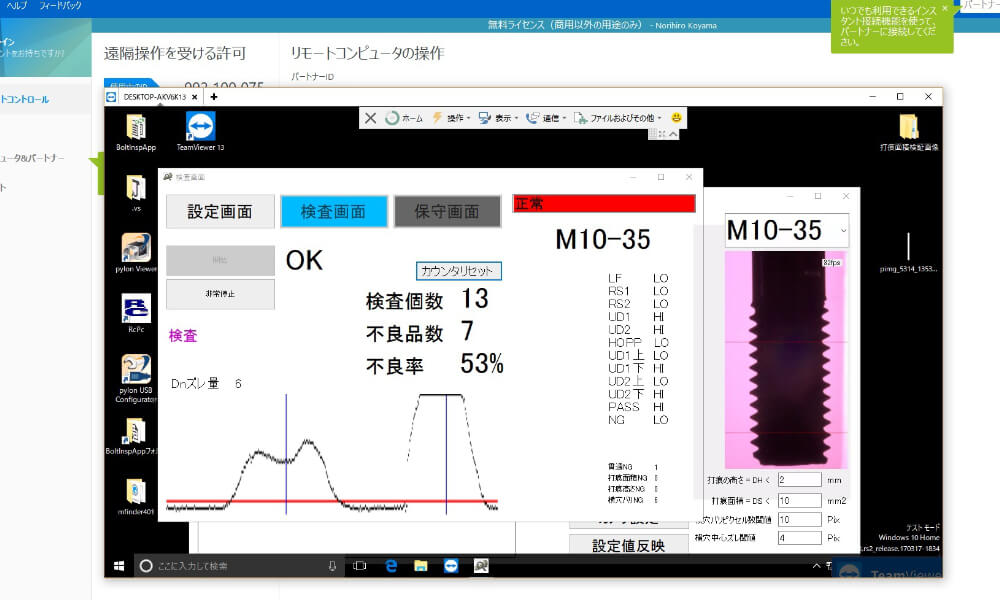 ヘルプ フィードバック
無料ライセンス(商用以外の用途のみ) - Norihiro Koyama
いつでも利用できるインス
タント接続機能を使って、
パートナーに接続してくだ
さい。
パートナー
イン
ントをお持ちですか?
遠隔操作を受ける許可
リモートコンピュータの操作
パートナーID
トコントロール
ュータ&パートナー
ト
DESKTOP-AKV6K13
ホーム 操作 表示 通信 ファイルおよびその他
BoltInspApp
TeamViewer 13
.vs
pylon Viewer
RcPc
pylon USB
Configurator
BoltInspAppフォル
mfinder401
打痕面積検証画像
pimg_5314_1353...
検査画面
設定画面 検査画面 保守画面
正常
開始
非常停止
OK
カウンタリセット
検査個数 13
不良品数 7
不良率 53%
検査
Dnズレ量 6
M10-35
LF LO
RS1 LO
RS2 LO
UD1 HI
UD2 HI
HOPP LO
UD1上 LO
UD1下 HI
UD2上 LO
UD2下 HI
PASS HI
NG LO
貫通NG 1
打痕面積NG
打痕高さNG
横穴バリNG 6
M10-35
82fps
打痕の高さ = DH < 2 mm
打痕面積 = DS < 10 mm2
横穴バリピクセル数閾値 10 Pix
横穴中心ズレ閾値 4 Pix
設定値反映
テスト モード
Windows 10 Home
rs2_release.170317-1834
ここに入力して検索
TeamViewer